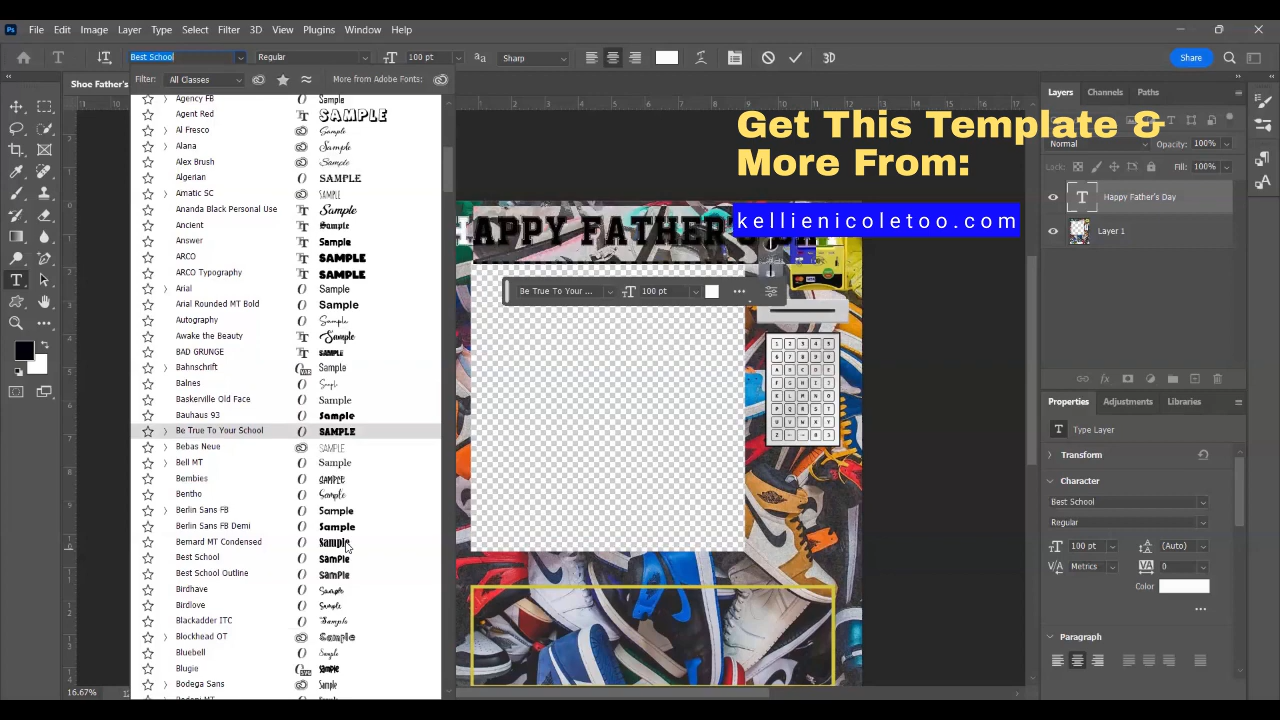 Ps File Edit Image Layer Type Select Filter 3D View Plugins Window Help
Best School Regular 100 pt Sharp 3D Share
Filter: All Classes More from Adobe Fonts:
Shoe Father's
Agency FB Sample
Agent Red SAMPLE
Al Fresco Sample
Alana Sample
Alex Brush Sample
Algerian SAMPLE
Amatic SC SAMPLE
Ananda Black Personal Use Sample
Ancient Sample
Answer Sample
ARCO SAMPLE
ARCO Typography SAMPLE
Arial Sample
Arial Rounded MT Bold Sample
Autography Sample
Awake the Beauty Sample
BAD GRUNGE SAMPLE
Bahnschrift Sample
Balnes Sample
Baskerville Old Face Sample
Bauhaus 93 Sample
Be True To Your School SAMPLE
Bebas Neue SAMPLE
Bell MT Sample
Bembies SAMPLE
Bentho Sample
Berlin Sans FB Sample
Berlin Sans FB Demi Sample
Bernard MT Condensed Sample
Best School SaMPle
Best School Outline SaMPle
Birdhave Sample
Birdlove Sample
Blackadder ITC Sample
Blockhead OT Sample
Bluebell Sample
Blugie Sample
Bodega Sans Sample
16.67%
Get This Template &
More From:
kellienicoletoo.com
HAPPY FATHER'S
Be True To Your ... 100 pt
Layers Channels Paths
Normal Opacity: 100%
Lock: Fill: 100%
Happy Father's Day
Layer 1
Properties Adjustments Libraries
Type Layer
Transform
Character
Best School
Regular
100 pt (Auto)
Metrics 0
Color
Paragraph